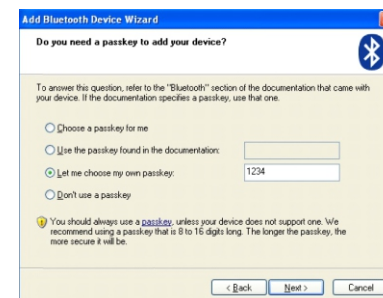 Add Bluetooth Device Wizard
Do you need a passkey to add your device?
To answer this question, refer to the "Bluetooth" section of the documentation that came with
your device. If the documentation specifies a passkey, use that one.
Choose a passkey for me
Use the passkey found in the documentation:
Let me choose my own passkey:
1234
Don't use a passkey
You should always use a passkey, unless your device does not support one. We
recommend using a passkey that is 8 to 16 digits long. The longer the passkey, the
more secure it will be.
< Back
Next >
Cancel